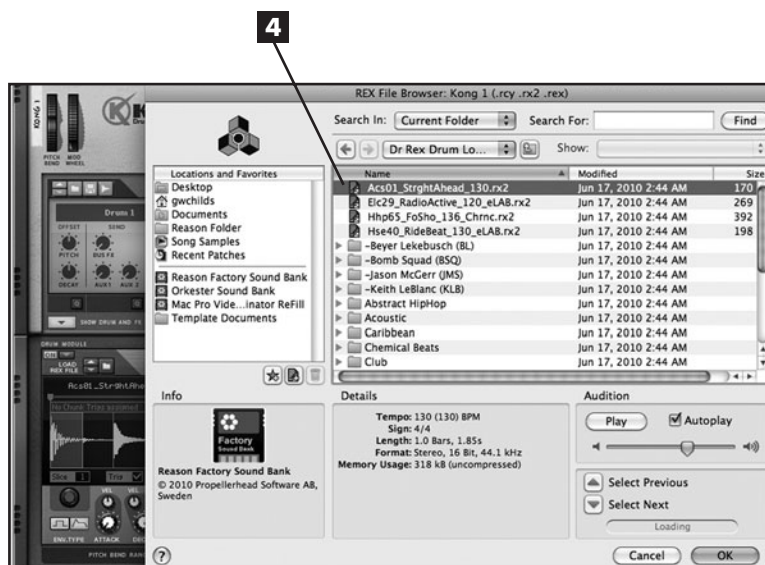 4
REX File Browser: Kong 1 (.rcy .rx2 .rex)
KONG 1
PITCH BEND MOD WHEEL
Search In: Current Folder Search For: Find
Dr Rex Drum Lo... Show:
Locations and Favorites
Desktop
gwchilds
Documents
Reason Folder
Song Samples
Recent Patches
Reason Factory Sound Bank
Orkester Sound Bank
Mac Pro Vide...inator ReFill
Template Documents
Name Modified Size
Acs01_StrghtAhead_130.rx2 Jun 17, 2010 2:44 AM 170
Elc29_RadioActive_120_eLAB.rx2 Jun 17, 2010 2:44 AM 269
Hhp65_FoSho_136_Chrnc.rx2 Jun 17, 2010 2:44 AM 392
Hse40_RideBeat_130_eLAB.rx2 Jun 17, 2010 2:44 AM 198
-Beyer Lekebusch (BL) Jun 17, 2010 2:44 AM
-Bomb Squad (BSQ) Jun 17, 2010 2:44 AM
-Jason McGerr (JMS) Jun 17, 2010 2:44 AM
-Keith LeBlanc (KLB) Jun 17, 2010 2:44 AM
Abstract HipHop Jun 17, 2010 2:44 AM
Acoustic Jun 17, 2010 2:44 AM
Caribbean Jun 17, 2010 2:44 AM
Chemical Beats Jun 17, 2010 2:44 AM
Club Jun 17, 2010 2:44 AM
Drum 1
OFFSET SEND
PITCH BUS FX
DECAY AUX 1 AUX 2
SHOW DRUM AND FX
DRUM MODULE
ON
LOAD REX FILE
Acs01_StrghtAhe
No Chunk Trigs assigned
Slice 1 Trig
VEL VEL
ENV.TYPE ATTACK DEC
PITCH BEND RANG
Info
Factory
Sound Bank
Reason Factory Sound Bank
© 2010 Propellerhead Software AB,
Sweden
Details
Tempo: 130 (130) BPM
Sign: 4/4
Length: 1.0 Bars, 1.85s
Format: Stereo, 16 Bit, 44.1 kHz
Memory Usage: 318 kB (uncompressed)
Audition
Play Autoplay
Select Previous
Select Next
Loading
? Cancel OK